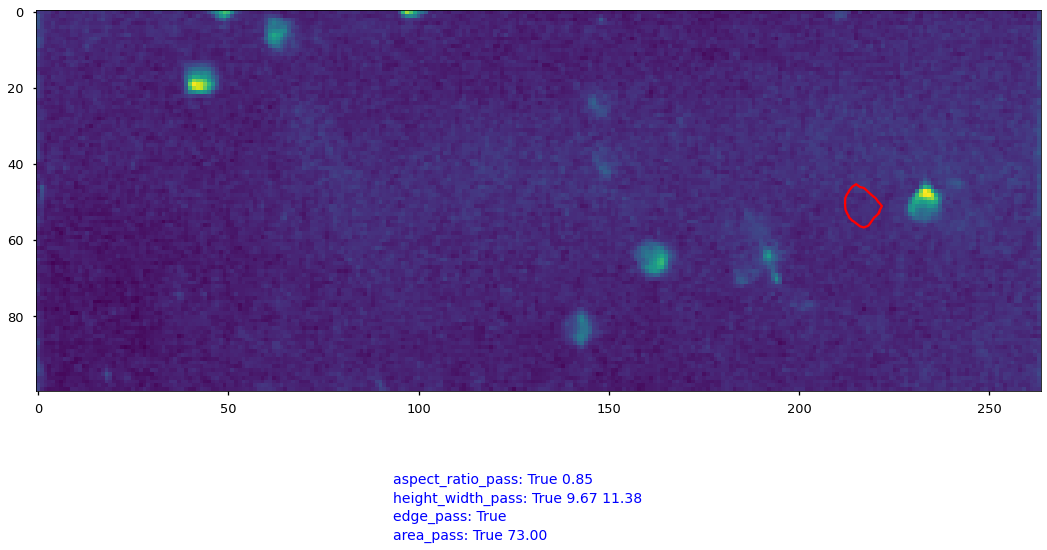 0
20
40
60
80
0 50 100 150 200 250
aspect_ratio_pass: True 0.85
height_width_pass: True 9.67 11.38
edge_pass: True
area_pass: True 73.00